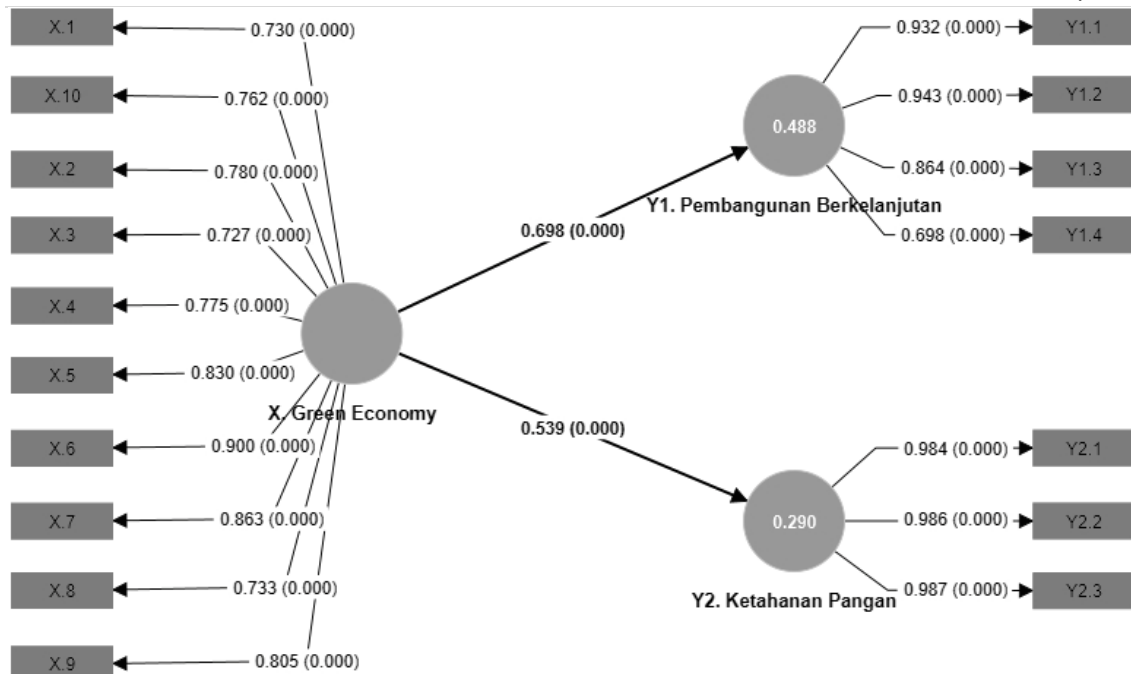 X.1
0.730 (0.000)
X.10
0.762 (0.000)
X.2
0.780 (0.000)
X.3
0.727 (0.000)
X.4
0.775 (0.000)
X.5
0.830 (0.000)
X.6
0.900 (0.000)
X.7
0.863 (0.000)
X.8
0.733 (0.000)
X.9
0.805 (0.000)
X. Green Economy
0.698 (0.000)
0.539 (0.000)
0.488
Y1. Pembangunan Berkelanjutan
0.932 (0.000)
Y1.1
0.943 (0.000)
Y1.2
0.864 (0.000)
Y1.3
0.698 (0.000)
Y1.4
0.290
Y2. Ketahanan Pangan
0.984 (0.000)
Y2.1
0.986 (0.000)
Y2.2
0.987 (0.000)
Y2.3